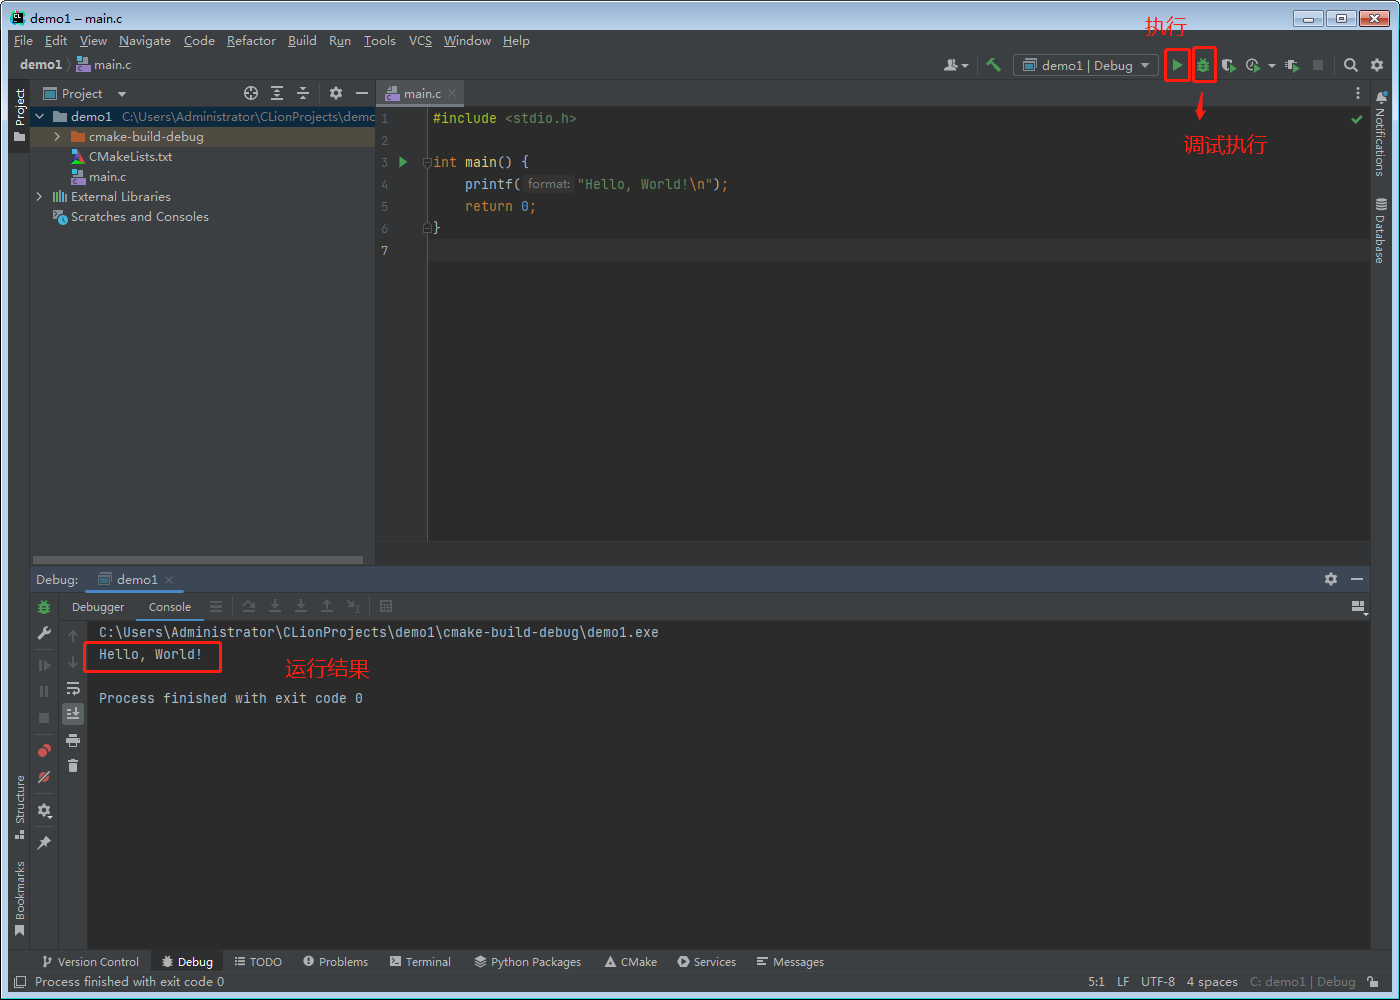 demo1 – main.c
执行
File Edit View Navigate Code Refactor Build Run Tools VCS Window Help
demo1 main.c
demo1 | Debug
调试执行
Project
Project
demo1 C:\Users\Administrator\CLionProjects\demo
cmake-build-debug
CMakeLists.txt
main.c
External Libraries
Scratches and Consoles
main.c
1 #include <stdio.h>
2
3 int main() {
4 printf( format: "Hello, World!\n");
5 return 0;
6 }
7
Notifications
Database
Debug: demo1
Debugger Console
C:\Users\Administrator\CLionProjects\demo1\cmake-build-debug\demo1.exe
Hello, World!
运行结果
Process finished with exit code 0
Structure
Bookmarks
Version Control Debug TODO Problems Terminal Python Packages CMake Services Messages
Process finished with exit code 0 5:1 LF UTF-8 4 spaces C: demo1 | Debug